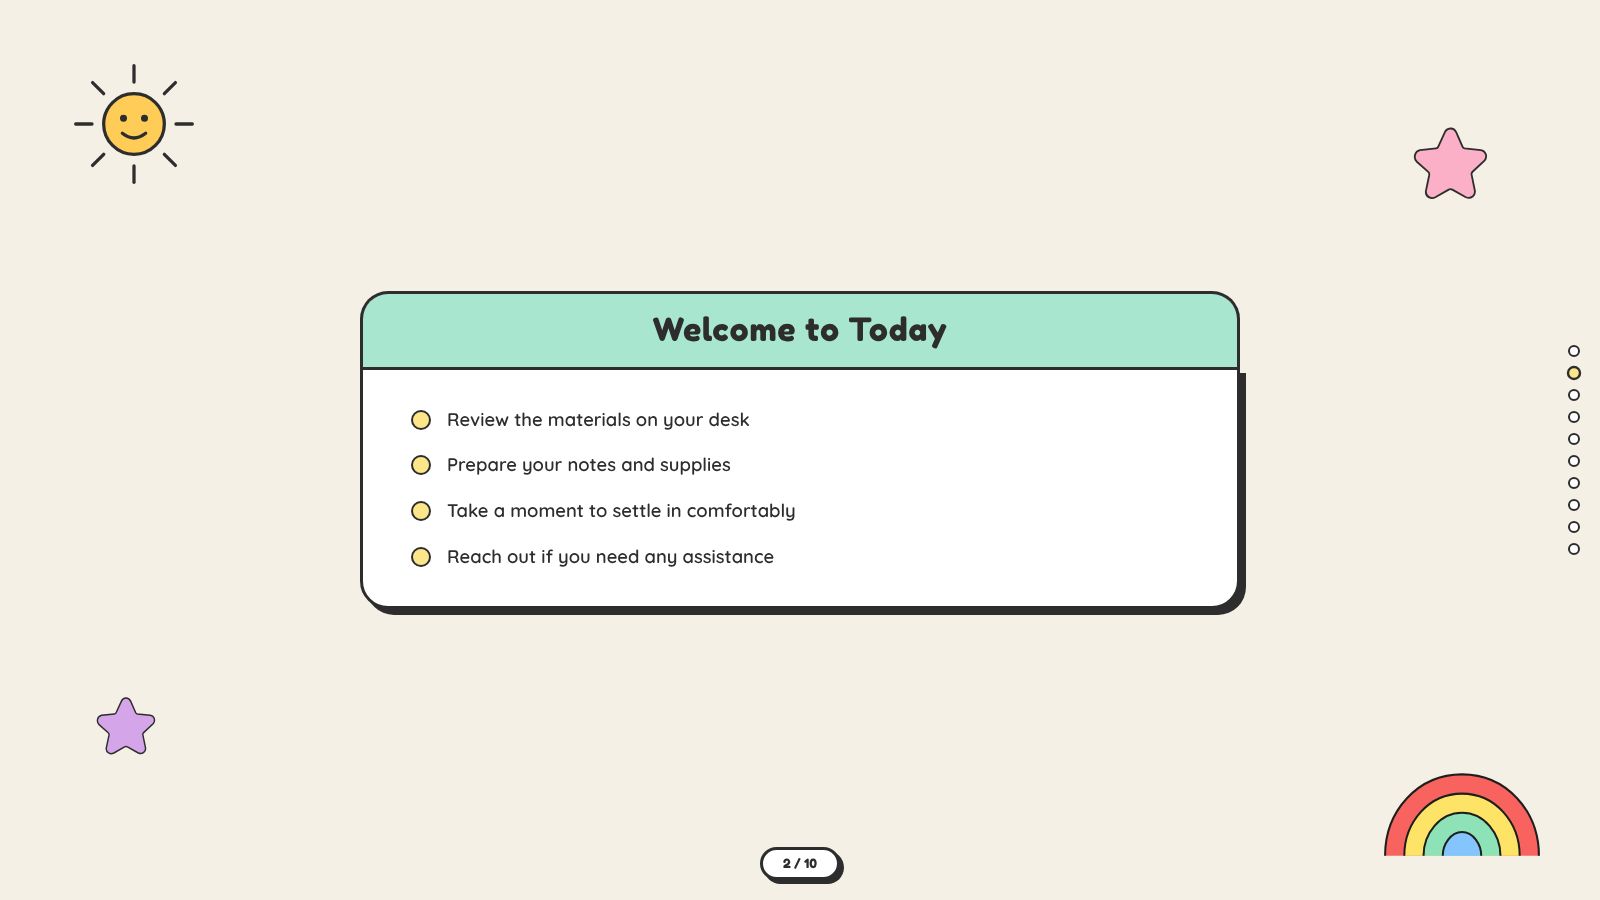 Welcome to Today
Review the materials on your desk
Prepare your notes and supplies
Take a moment to settle in comfortably
Reach out if you need any assistance
2 / 10